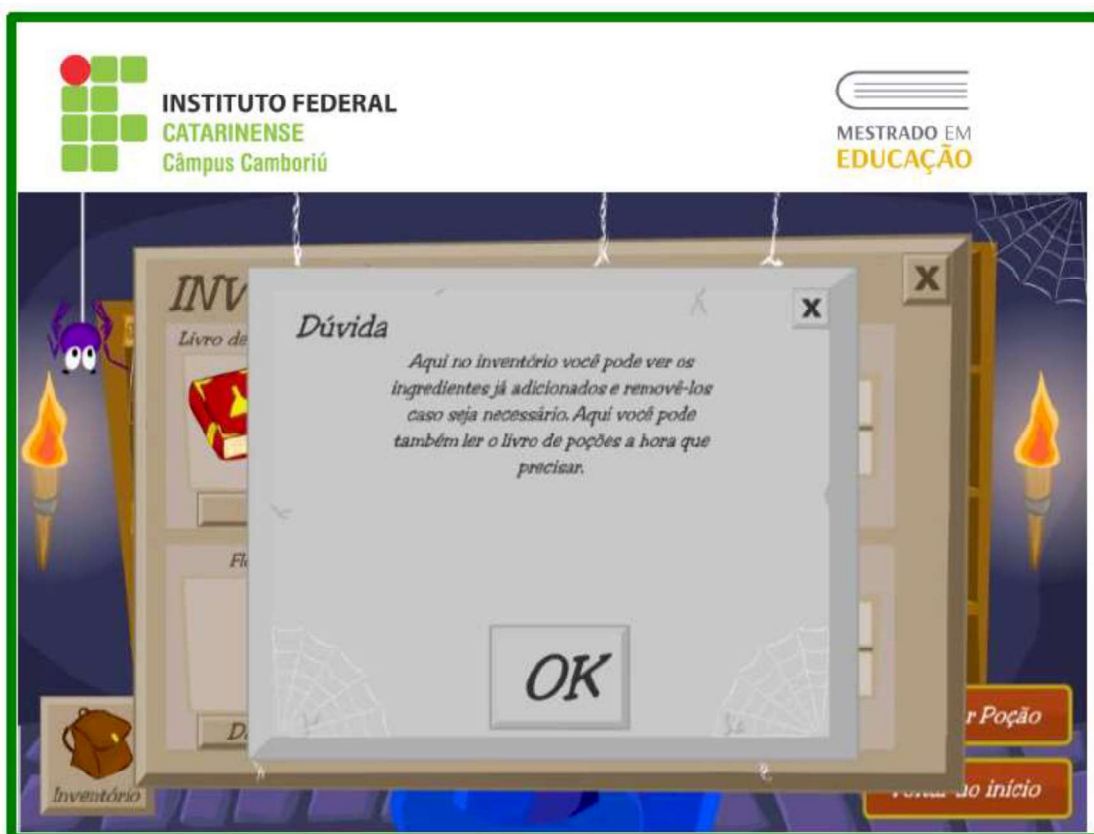 INSTITUTO FEDERAL
CATARINENSE
Câmpus Camboriú
MESTRADO EM
EDUCAÇÃO
INV
X
Livro de
Dúvida
X
Aqui no inventório você pode ver os
ingredientes já adicionados e removê-los
caso seja necessário. Aqui você pode
também ler o livro de poções a hora que
precisar.
OK
Inventório
r Poção
ao início